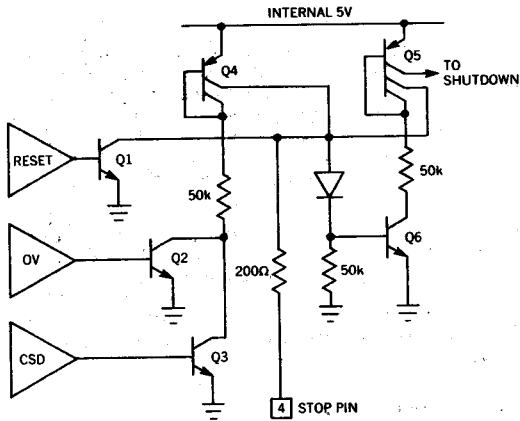 INTERNAL 5V
Q4
Q5
TO
SHUTDOWN
RESET
Q1
50k
50k
OV
Q2
200Ω
50k
Q6
CSD
Q3
4 STOP PIN